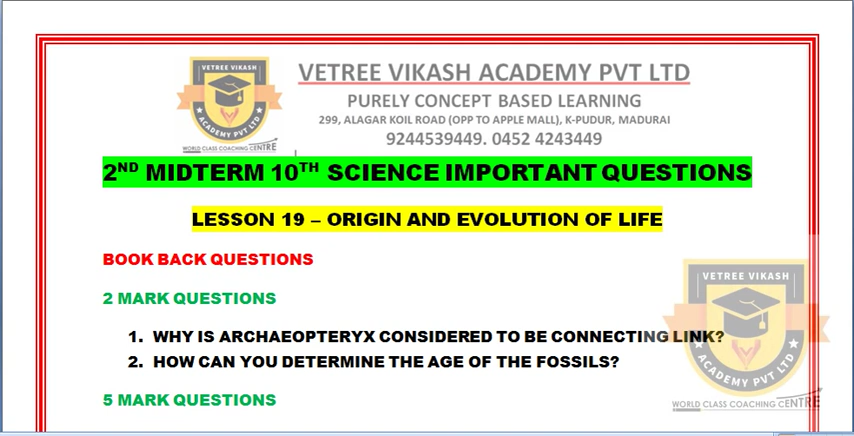 VETREE VIKASH
ACADEMY PVT LTD
WORLD CLASS COACHING CENTRE
VETREE VIKASH ACADEMY PVT LTD
PURELY CONCEPT BASED LEARNING
299, ALAGAR KOIL ROAD (OPP TO APPLE MALL), K-PUDUR, MADURAI
9244539449. 0452 4243449
2ND MIDTERM 10TH SCIENCE IMPORTANT QUESTIONS
LESSON 19 – ORIGIN AND EVOLUTION OF LIFE
BOOK BACK QUESTIONS
2 MARK QUESTIONS
1. WHY IS ARCHAEOPTERYX CONSIDERED TO BE CONNECTING LINK?
2. HOW CAN YOU DETERMINE THE AGE OF THE FOSSILS?
5 MARK QUESTIONS
VETREE VIKASH
ACADEMY PVT LTD
WORLD CLASS COACHING CENTRE